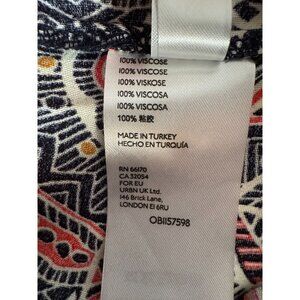 100% VISCOSE
100% VISCOSE
100% VISKOSE
100% VISCOSA
100% VISCOSA
100% 粘胶
MADE IN TURKEY
HECHO EN TURQUÍA
RN 66170
CA 32054
FOR EU
URBN UK Ltd.
146 Brick Lane,
LONDON E1 6RU
OB1157598